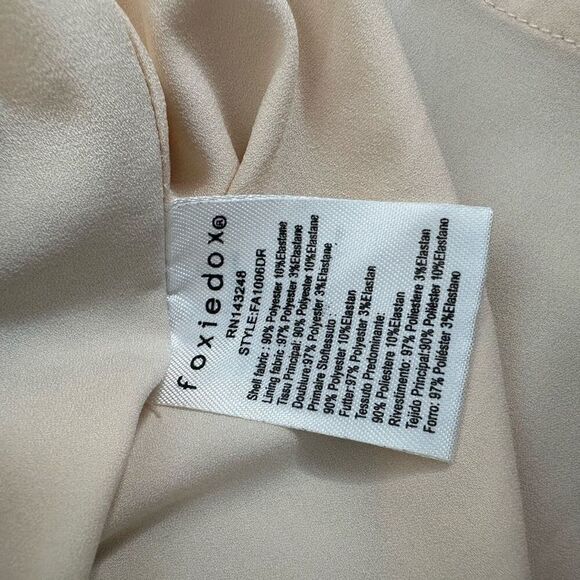 foxiedox®
RN143248
STYLE:FA1006DR
Shell fabric : 90% Polyester 10%Elastane
Lining fabric :97% Polyester 3%Elastane
Tissu Principal: 90% Polyester 10%Elastane
Doublure:97% Polyester 3%Elastane
Primaire Stoffestsuto :
90% Polyester 10%Elastan
Futter:97% Polyester 3%Elastan
Tessuto Predominante:
90% Poliestere 10%Elastan
Rivestimento: 97% Poliestere 3%Elastan
Tejido Principal:90% Poliéster 10%Elastan
Forro: 97% Poliéster 3%Elastan